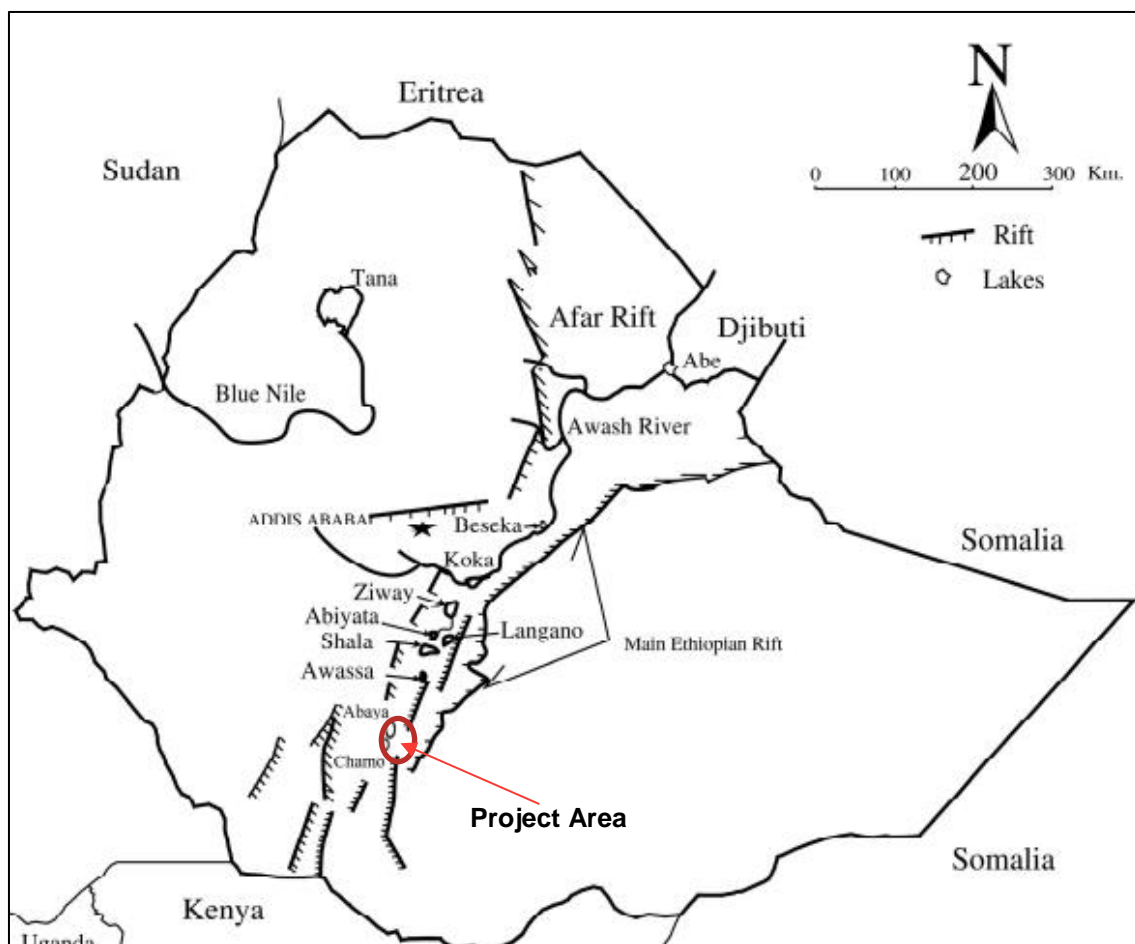 N
Eritrea
Sudan
0 100 200 300 Km.
Rift
Lakes
Tana
Afar Rift
Djibuti
Abe
Blue Nile
Awash River
ADDIS ABABA
Beseka
Somalia
Koka
Ziway
Abiyata
Langano
Shala
Main Ethiopian Rift
Awassa
Abaya
Chamo
Project Area
Somalia
Kenya
Uganda